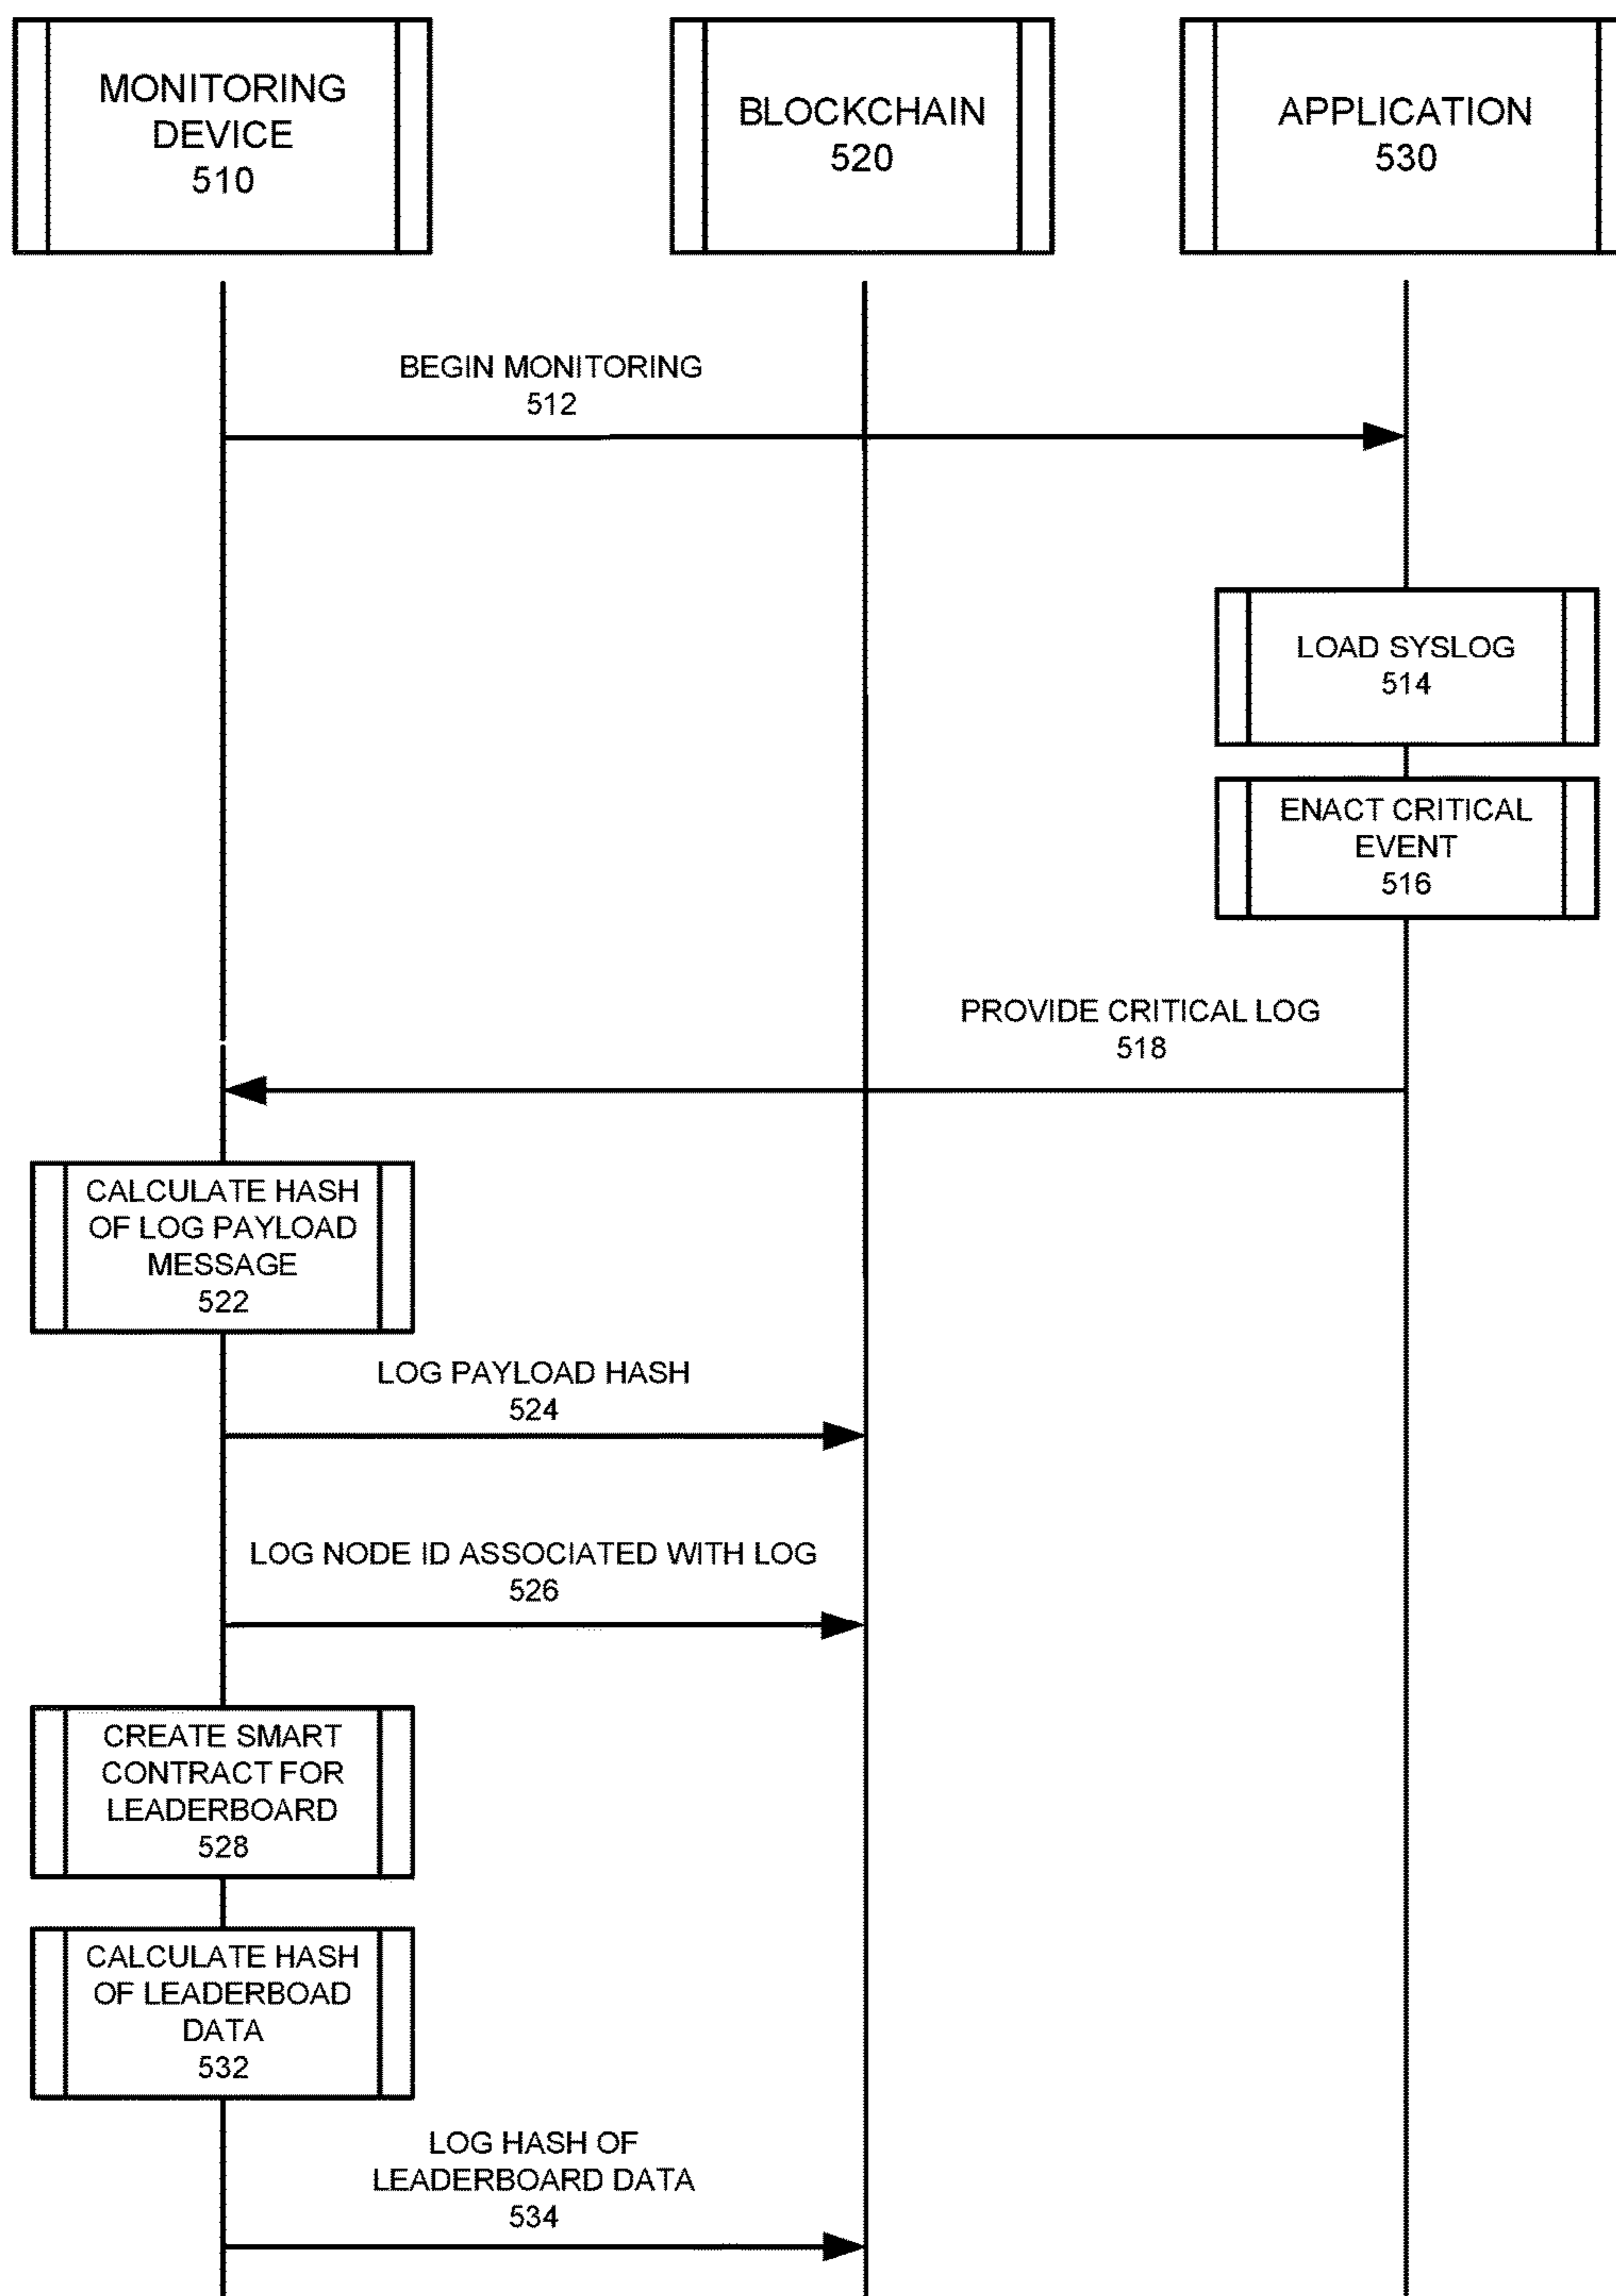 MONITORING
DEVICE
510
BLOCKCHAIN
520
APPLICATION
530
BEGIN MONITORING
512
LOAD SYSLOG
514
ENACT CRITICAL
EVENT
516
PROVIDE CRITICAL LOG
518
CALCULATE HASH
OF LOG PAYLOAD
MESSAGE
522
LOG PAYLOAD HASH
524
LOG NODE ID ASSOCIATED WITH LOG
526
CREATE SMART
CONTRACT FOR
LEADERBOARD
528
CALCULATE HASH
OF LEADERBOAD
DATA
532
LOG HASH OF
LEADERBOARD DATA
534